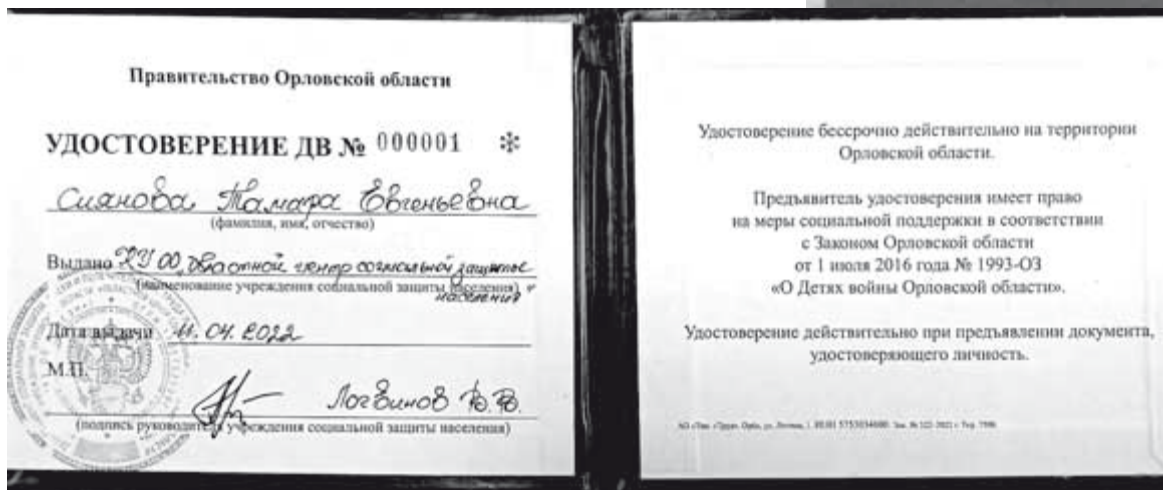 Правительство Орловской области
УДОСТОВЕРЕНИЕ ДВ № 000001 *
Сиянова Тамара Евгеньевна
(фамилия, имя, отчество)
Выдано КУ ОО "Областной центр социальной защиты
(наименование учреждения социальной защиты населения)
населения"
Дата выдачи 11.04.2022
М.П.
Логвинов
(подпись руководителя учреждения социальной защиты населения)
Удостоверение бессрочно действительно на территории
Орловской области.
Предъявитель удостоверения имеет право
на меры социальной поддержки в соответствии
с Законом Орловской области
от 1 июля 2016 года № 1993-ОЗ
«О Детях войны Орловской области».
Удостоверение действительно при предъявлении документа,
удостоверяющего личность.